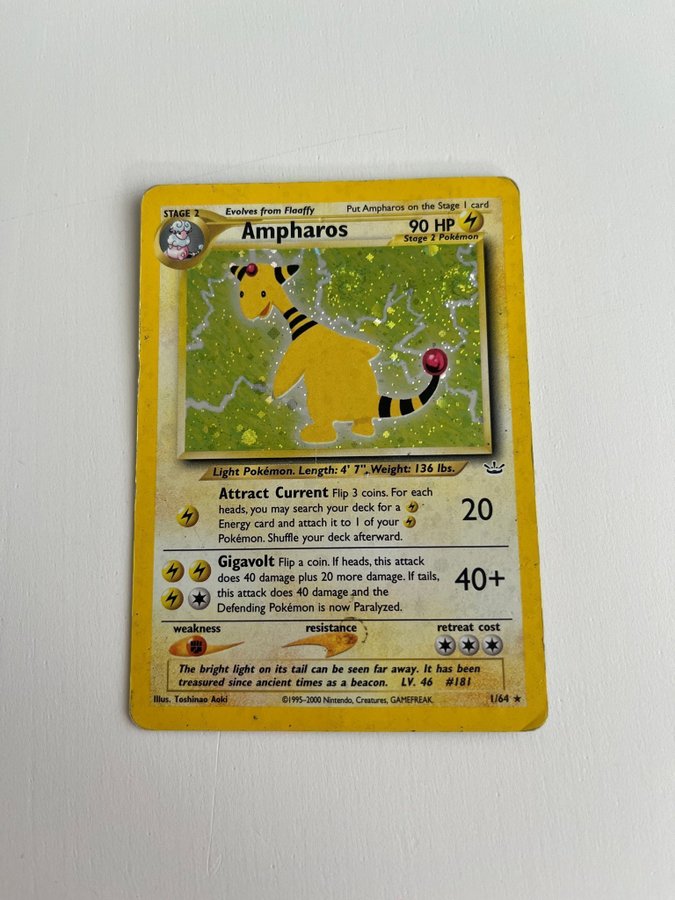 STAGE 2 Evolves from Flaaffy Put Ampharos on the Stage 1 card
Ampharos 90 HP
Stage 2 Pokémon
Light Pokémon. Length: 4' 7", Weight: 136 lbs.
Attract Current Flip 3 coins. For each
heads, you may search your deck for a
Energy card and attach it to 1 of your
Pokémon. Shuffle your deck afterward.
20
Gigavolt Flip a coin. If heads, this attack
does 40 damage plus 20 more damage. If tails,
this attack does 40 damage and the
Defending Pokémon is now Paralyzed.
40+
weakness resistance retreat cost
The bright light on its tail can be seen far away. It has been
treasured since ancient times as a beacon. LV. 46 #181
Illus. Toshinao Aoki ©1995-2000 Nintendo, Creatures, GAMEFREAK. 1/64 ★